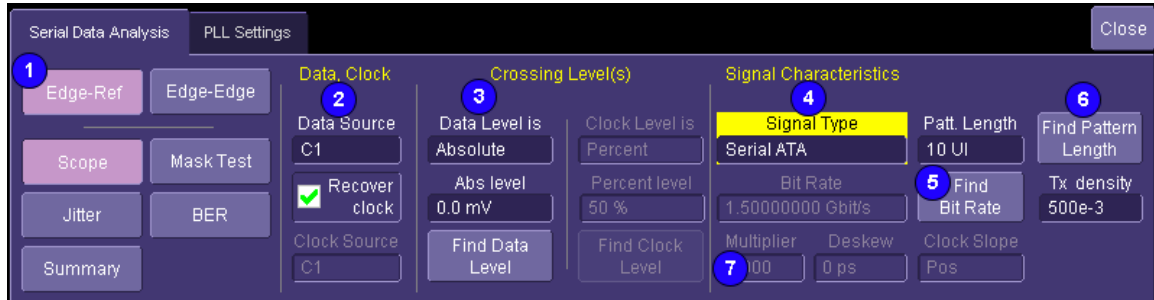 Serial Data Analysis
PLL Settings
Close
1
Edge-Ref
Edge-Edge
Scope
Mask Test
Jitter
BER
Summary
Data, Clock
2
Data Source
C1
Recover
clock
Clock Source
C1
Crossing Level(s)
3
Data Level is
Absolute
Abs level
0.0 mV
Find Data
Level
Clock Level is
Percent
Percent level
50 %
Find Clock
Level
Signal Characteristics
4
Signal Type
Serial ATA
Bit Rate
1.50000000 Gbit/s
Multiplier
7
Deskew
0 ps
Patt. Length
10 UI
5
Find
Bit Rate
Clock Slope
Pos
6
Find Pattern
Length
Tx density
500e-3